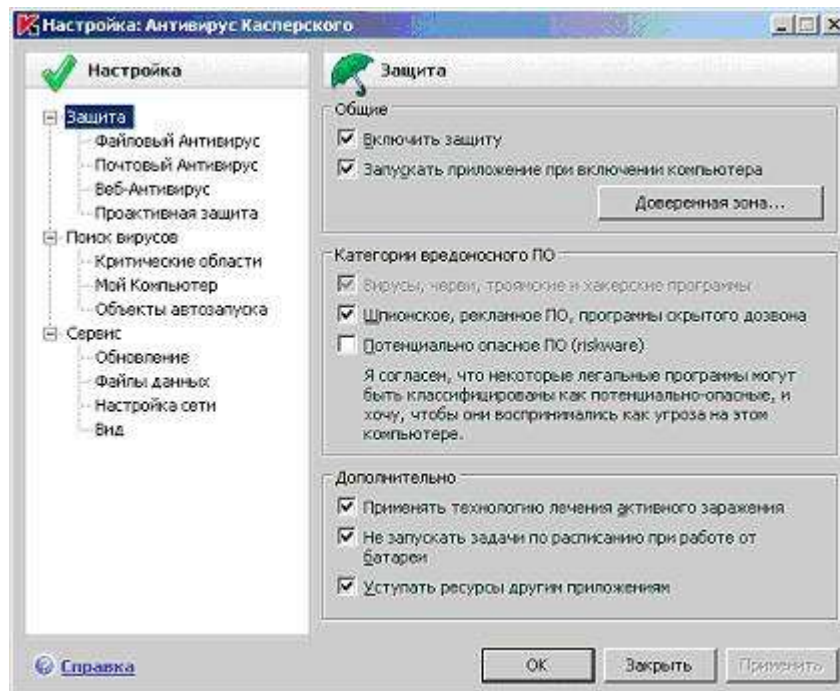 Настройка: Антивирус Касперского
Настройка
Защита
Файловый Антивирус
Почтовый Антивирус
Веб-Антивирус
Проактивная защита
Поиск вирусов
Критические области
Мой Компьютер
Объекты автозапуска
Сервис
Обновление
Файлы данных
Настройка сети
Вид
Защита
Общие
Включить защиту
Запускать приложение при включении компьютера
Доверенная зона...
Категории вредоносного ПО
Вирусы, черви, троянские и хакерские программы
Шпионское, рекланное ПО, программы скрытого дозвона
Потенциально опасное ПО (riskware)
Я согласен, что некоторые легальные программы могут
быть классифицированы как потенциально-опасные, и
хочу, чтобы они воспринимались как угроза на этом
компьютере.
Дополнительно
Применять технологию лечения активного заражения
Не запускать задачи по расписанию при работе от
батареи
Уступать ресурсы другим приложениям
Справка
ОК
Закрыть
Применить